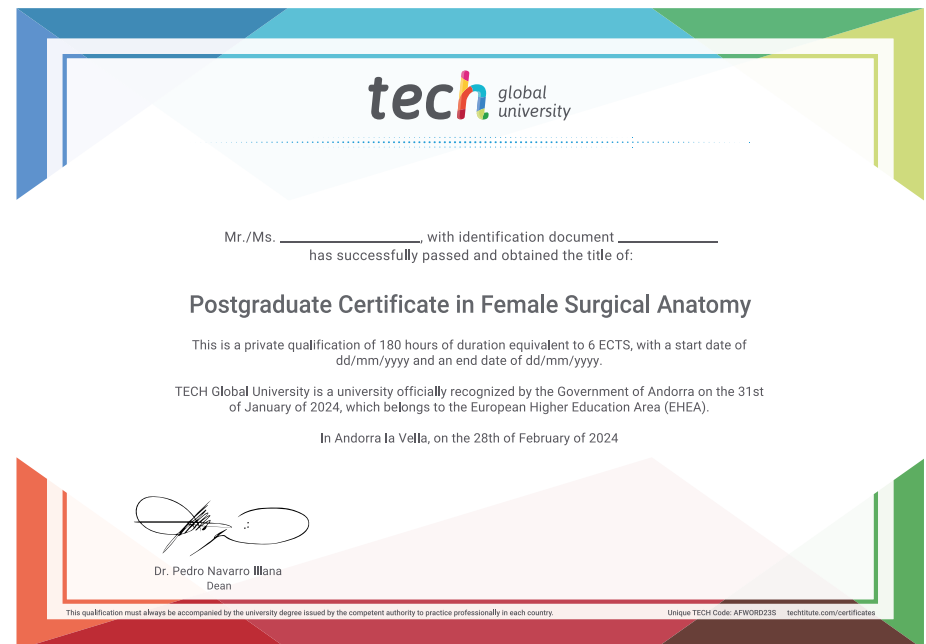 tech global
university
Mr./Ms. ____________, with identification document ____________
has successfully passed and obtained the title of:
Postgraduate Certificate in Female Surgical Anatomy
This is a private qualification of 180 hours of duration equivalent to 6 ECTS, with a start date of
dd/mm/yyyy and an end date of dd/mm/yyyy.
TECH Global University is a university officially recognized by the Government of Andorra on the 31st
of January of 2024, which belongs to the European Higher Education Area (EHEA).
In Andorra la Vella, on the 28th of February of 2024
Dr. Pedro Navarro Illana
Dean
This qualification must always be accompanied by the university degree issued by the competent authority to practice professionally in each country.
Unique TECH Code: AFWORD23S techtitute.com/certificates